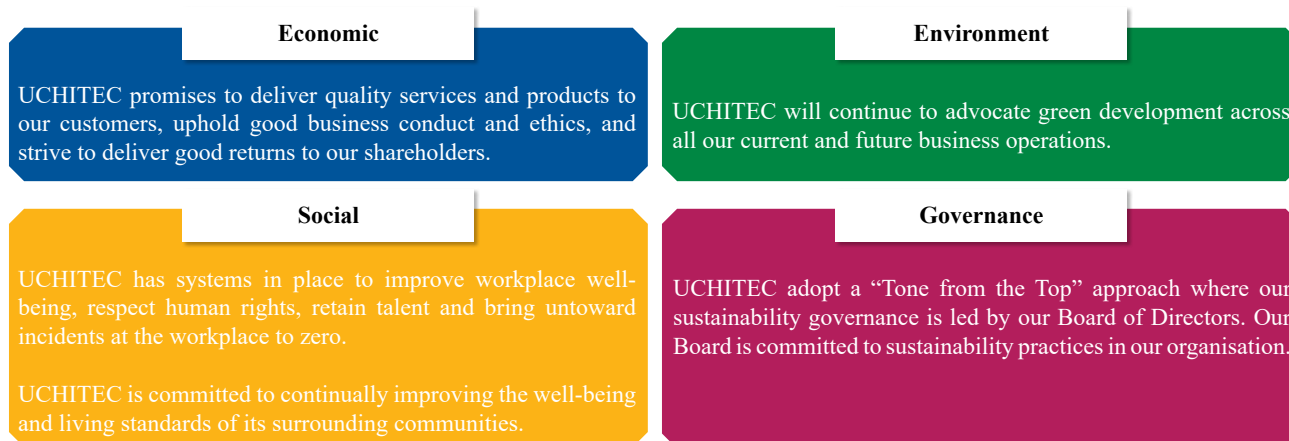 Economic
UCHITEC promises to deliver quality services and products to
our customers, uphold good business conduct and ethics, and
strive to deliver good returns to our shareholders.
Environment
UCHITEC will continue to advocate green development across
all our current and future business operations.
Social
UCHITEC has systems in place to improve workplace well-
being, respect human rights, retain talent and bring untoward
incidents at the workplace to zero.
UCHITEC is committed to continually improving the well-being
and living standards of its surrounding communities.
Governance
UCHITEC adopt a “Tone from the Top” approach where our
sustainability governance is led by our Board of Directors. Our
Board is committed to sustainability practices in our organisation.